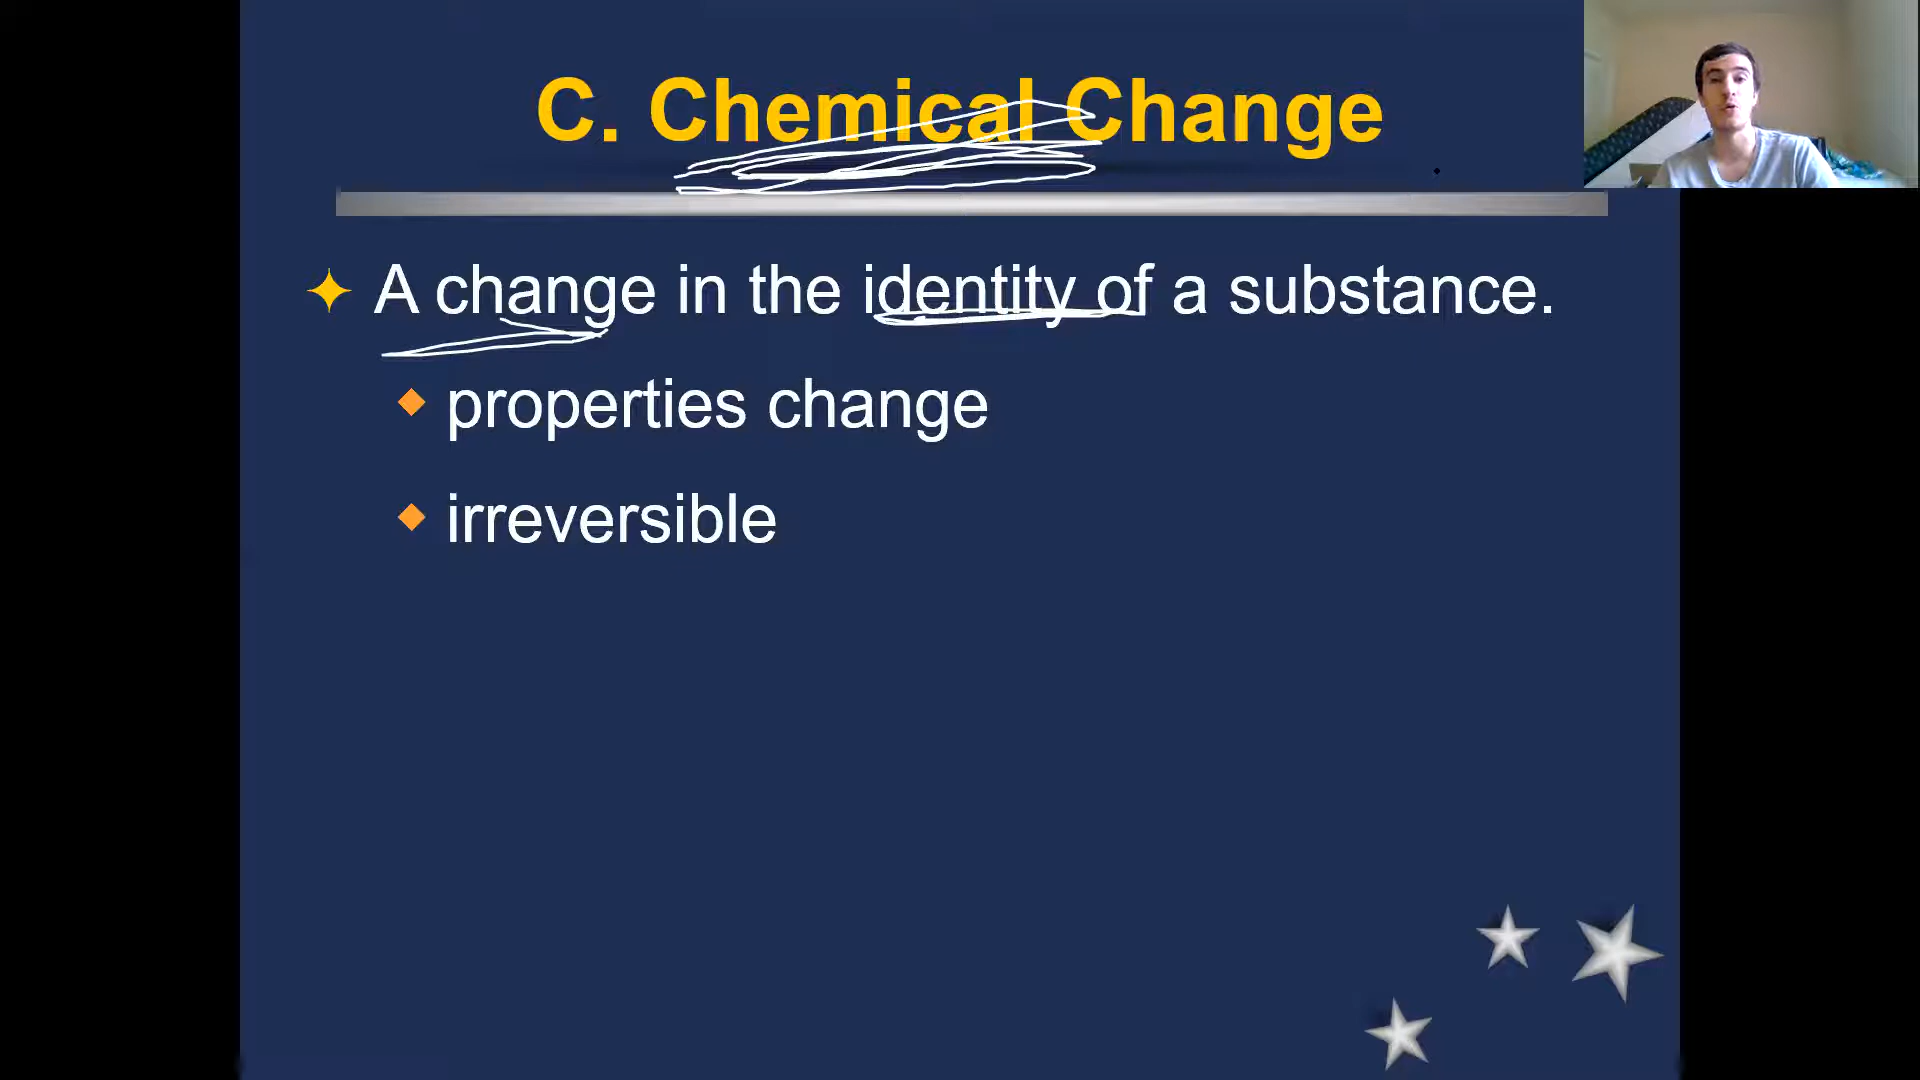 C. Chemical Change
A change in the identity of a substance.
properties change
irreversible